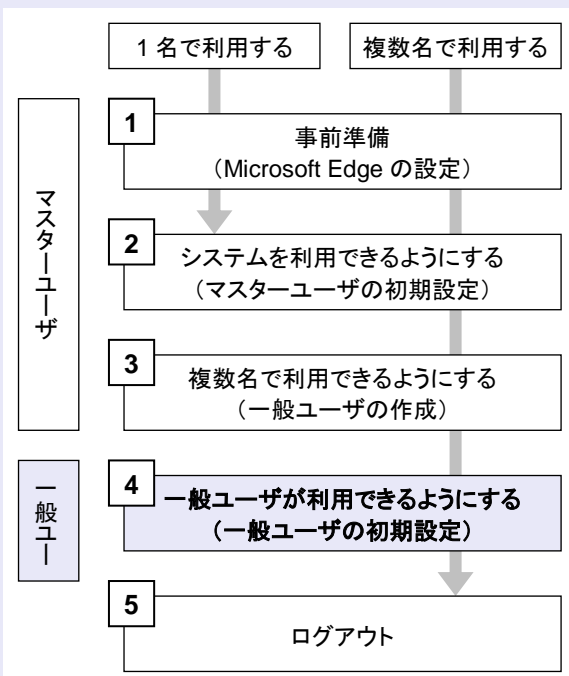 1 名で利用する
複数名で利用する
マスターユーザ
1
事前準備
（Microsoft Edge の設定）
2
システムを利用できるようにする
（マスターユーザの初期設定）
3
複数名で利用できるようにする
（一般ユーザの作成）
一般ユー
4
一般ユーザが利用できるようにする
（一般ユーザの初期設定）
5
ログアウト